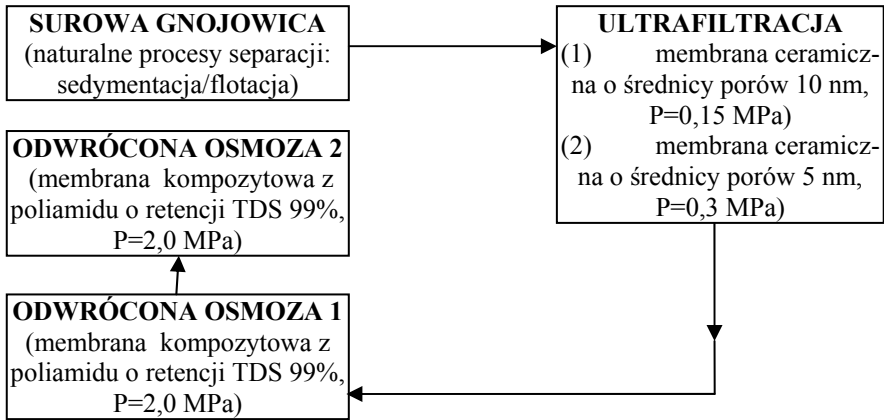 SUROWA GNOJOWICA
(naturalne procesy separacji:
sedymentacja/flotacja)
ULTRAFILTRACJA
(1) membrana ceramicz-
na o średnicy porów 10 nm,
P=0,15 MPa)
(2) membrana ceramicz-
na o średnicy porów 5 nm,
P=0,3 MPa)
ODWRÓCONA OSMOZA 2
(membrana kompozytowa z
poliamidu o retencji TDS 99%,
P=2,0 MPa)
ODWRÓCONA OSMOZA 1
(membrana kompozytowa z
poliamidu o retencji TDS 99%,
P=2,0 MPa)